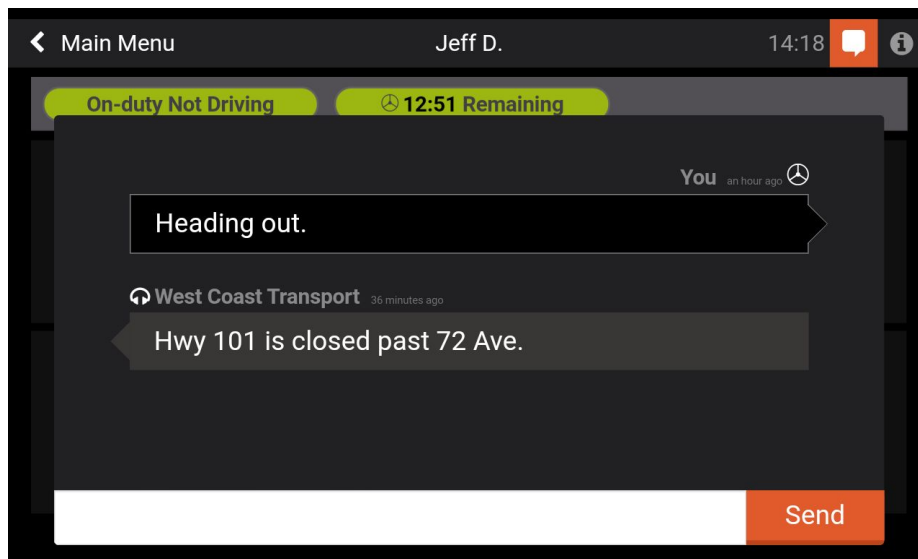 Main Menu
Jeff D.
14:18
On-duty Not Driving
12:51 Remaining
You an hour ago
Heading out.
West Coast Transport 36 minutes ago
Hwy 101 is closed past 72 Ave.
Send